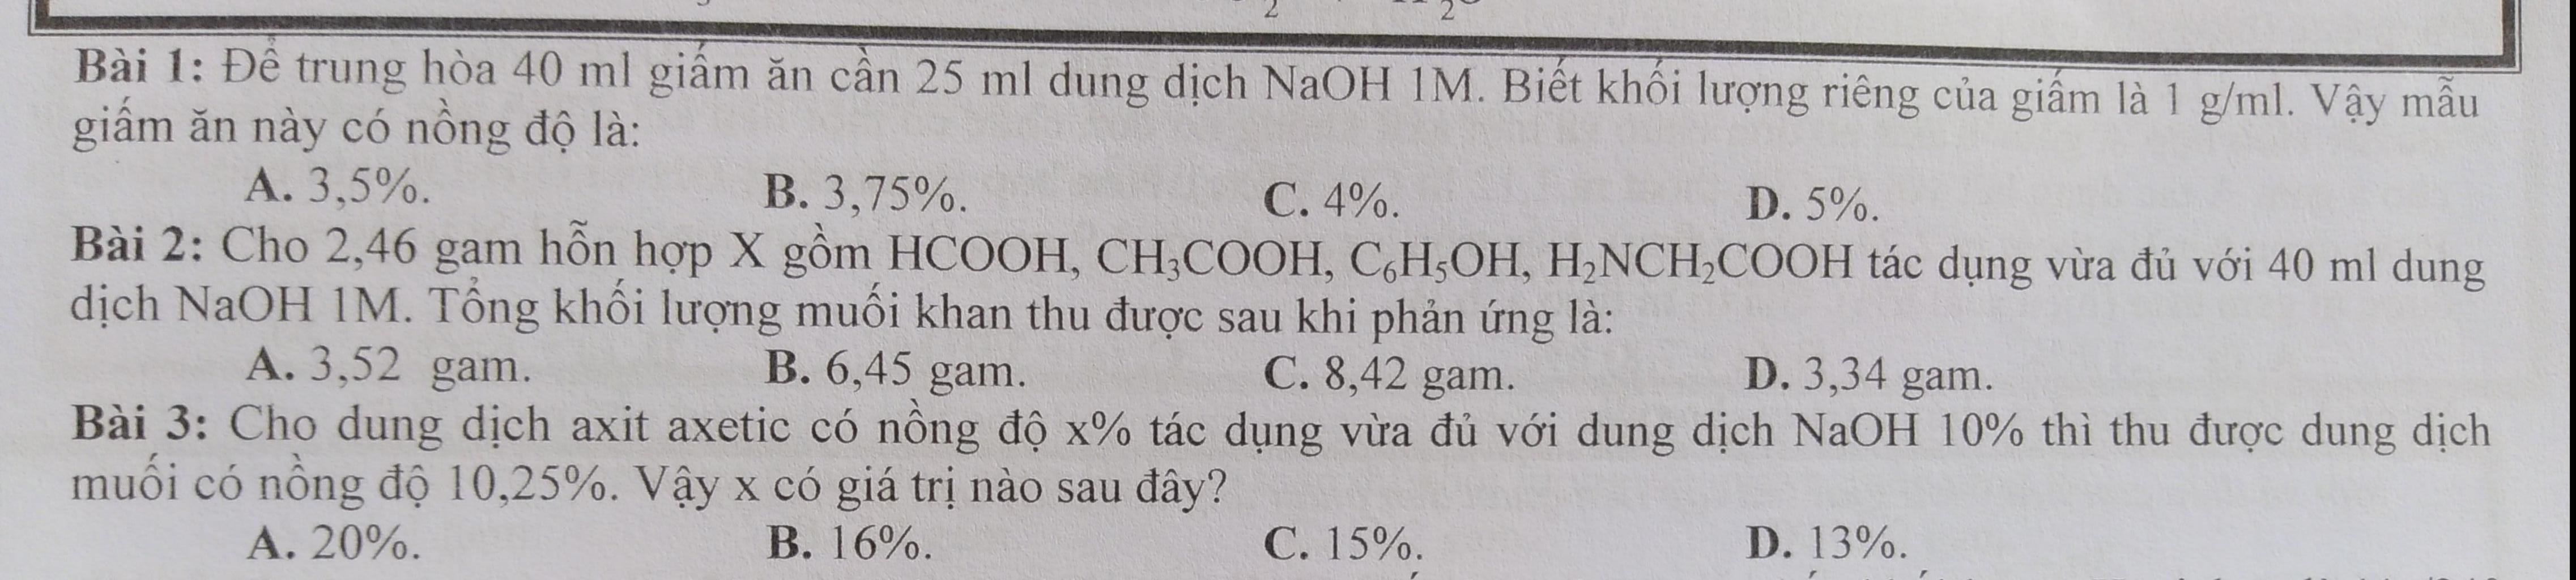 Bài 1: Để trung hòa 40 ml giấm ăn cần 25 ml dung dịch NaOH 1M. Biết khối lượng riêng của giấm là 1 g/ml. Vậy mẫu
giấm ăn này có nồng độ là:
A. 3,5%. B. 3,75%. C. 4%. D. 5%.
Bài 2: Cho 2,46 gam hỗn hợp X gồm HCOOH, CH₃COOH, C₆H₅OH, H₂NCH₂COOH tác dụng vừa đủ với 40 ml dung
dịch NaOH 1M. Tổng khối lượng muối khan thu được sau khi phản ứng là:
A. 3,52 gam. B. 6,45 gam. C. 8,42 gam. D. 3,34 gam.
Bài 3: Cho dung dịch axit axetic có nồng độ x% tác dụng vừa đủ với dung dịch NaOH 10% thì thu được dung dịch
muối có nồng độ 10,25%. Vậy x có giá trị nào sau đây?
A. 20%. B. 16%. C. 15%. D. 13%.